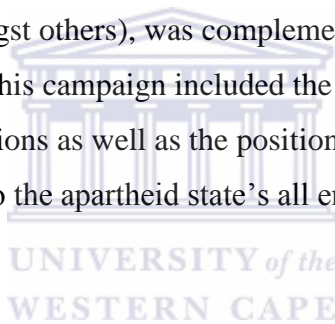 gst others), was compleme
his campaign included the
ions as well as the position
the apartheid state's all
UNIVERSITY of the
WESTERN CAPE